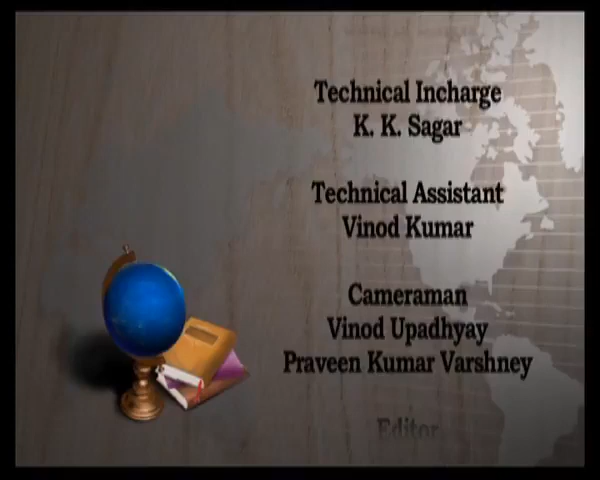 Technical Incharge
K. K. Sagar
Technical Assistant
Vinod Kumar
Cameraman
Vinod Upadhyay
Praveen Kumar Varshney
Editor